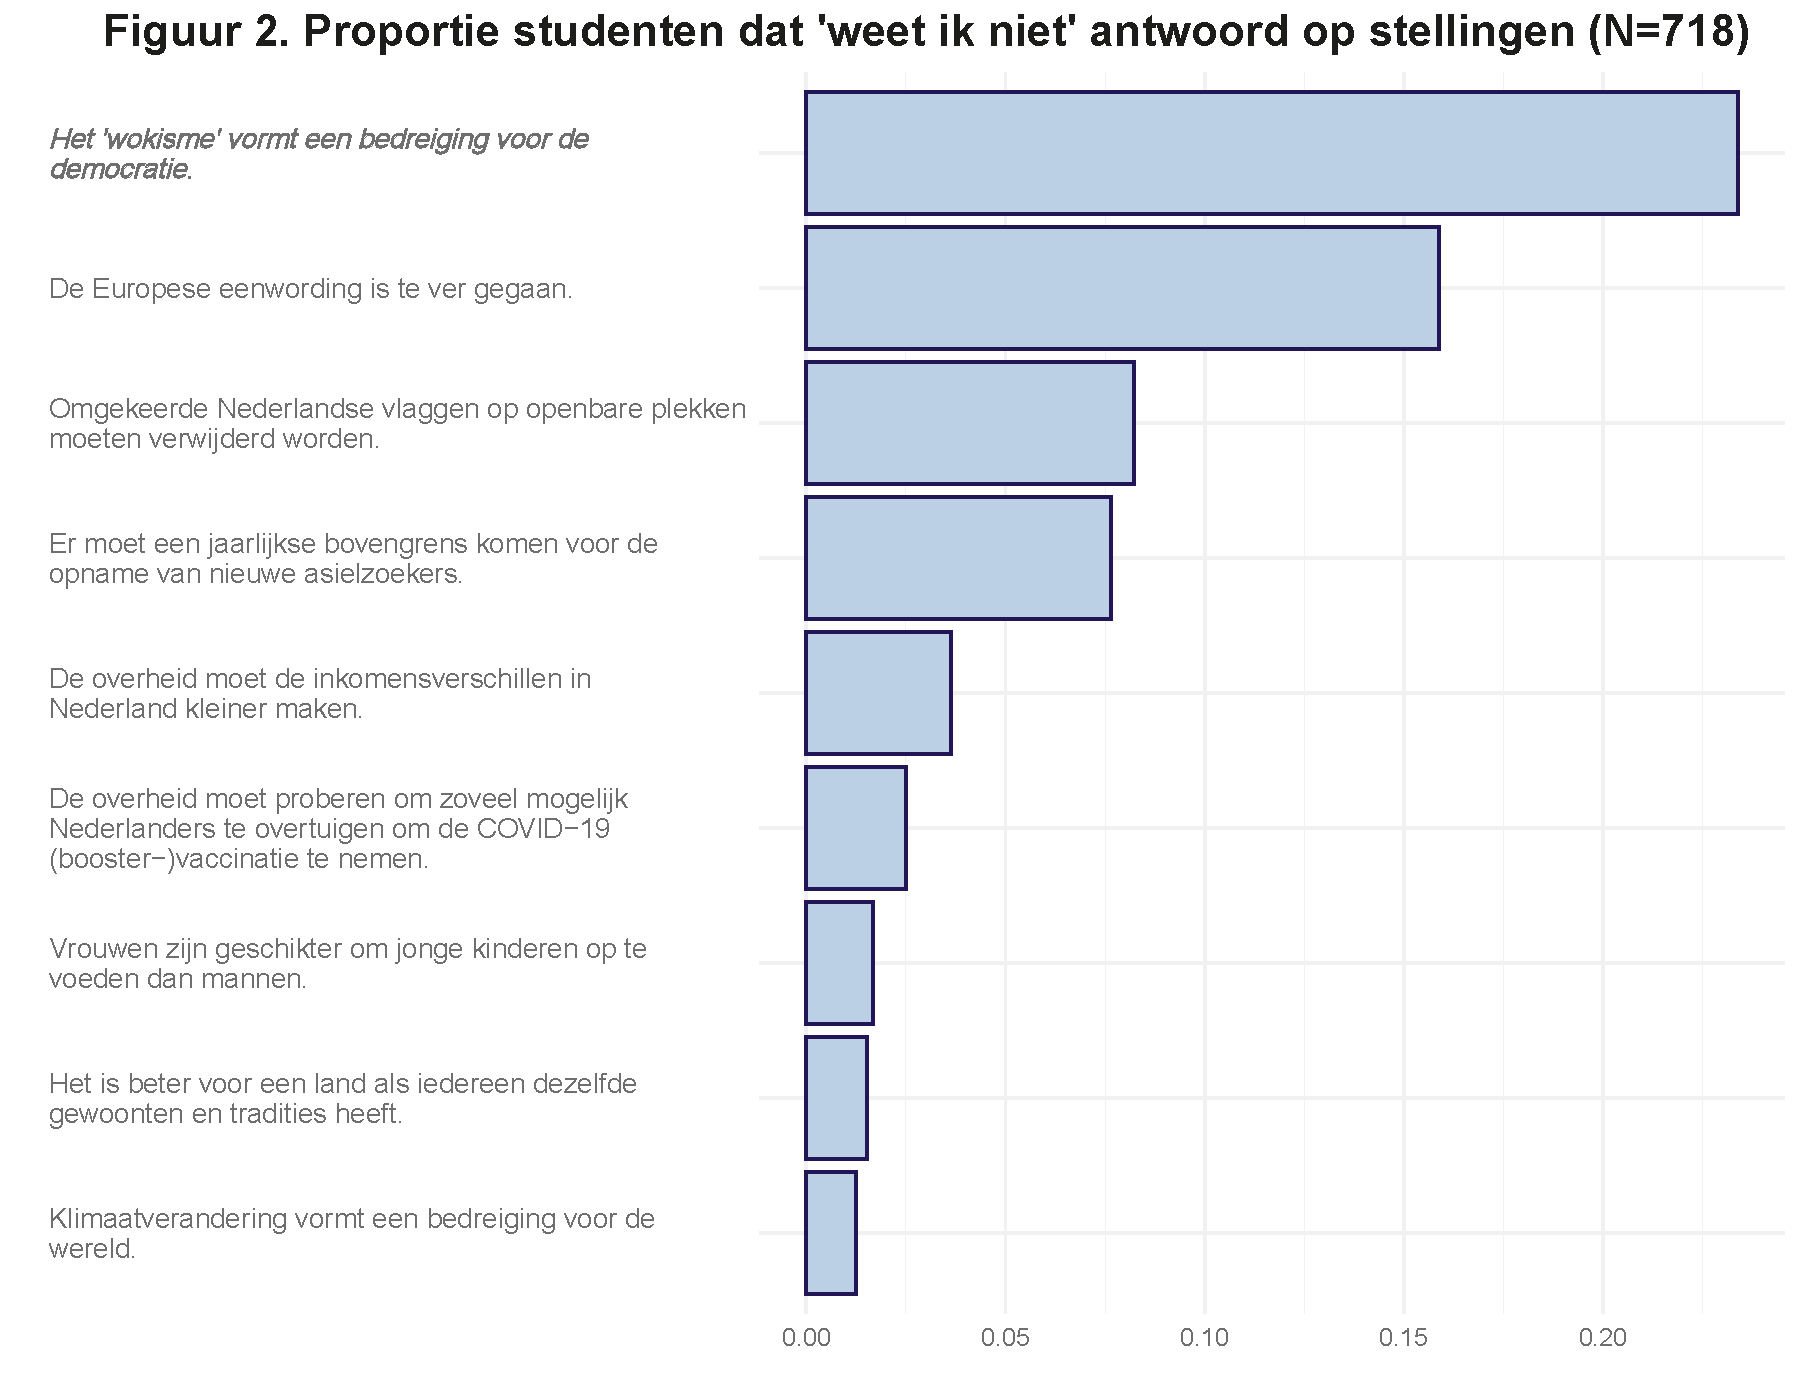 Figuur 2. Proportie studenten dat 'weet ik niet' antwoord op stellingen (N=718)
Het 'wokisme' vormt een bedreiging voor de
democratie.
De Europese eenwording is te ver gegaan.
Omgekeerde Nederlandse vlaggen op openbare plekken
moeten verwijderd worden.
Er moet een jaarlijkse bovengrens komen voor de
opname van nieuwe asielzoekers.
De overheid moet de inkomensverschillen in
Nederland kleiner maken.
De overheid moet proberen om zoveel mogelijk
Nederlanders te overtuigen om de COVID−19
(booster−)vaccinatie te nemen.
Vrouwen zijn geschikter om jonge kinderen op te
voeden dan mannen.
Het is beter voor een land als iedereen dezelfde
gewoonten en tradities heeft.
Klimaatverandering vormt een bedreiging voor de
wereld.
0.00 0.05 0.10 0.15 0.20